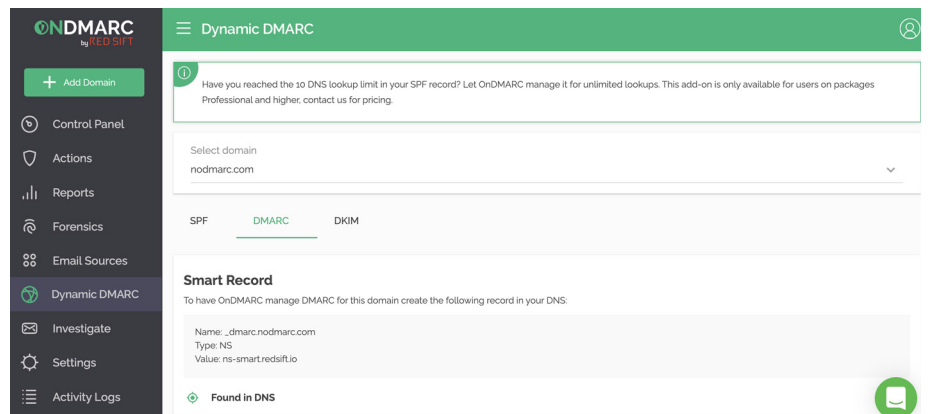 ONDMARC
by RED SIFT
Dynamic DMARC
+ Add Domain
Control Panel
Actions
Reports
Forensics
Email Sources
Dynamic DMARC
Investigate
Settings
Activity Logs
Have you reached the 10 DNS lookup limit in your SPF record? Let OnDMARC manage it for unlimited lookups. This add-on is only available for users on packages
Professional and higher, contact us for pricing.
Select domain
nodmarc.com
SPF DMARC DKIM
Smart Record
To have OnDMARC manage DMARC for this domain create the following record in your DNS:
Name: _dmarc.nodmarc.com
Type: NS
Value: ns-smart.redsift.io
Found in DNS